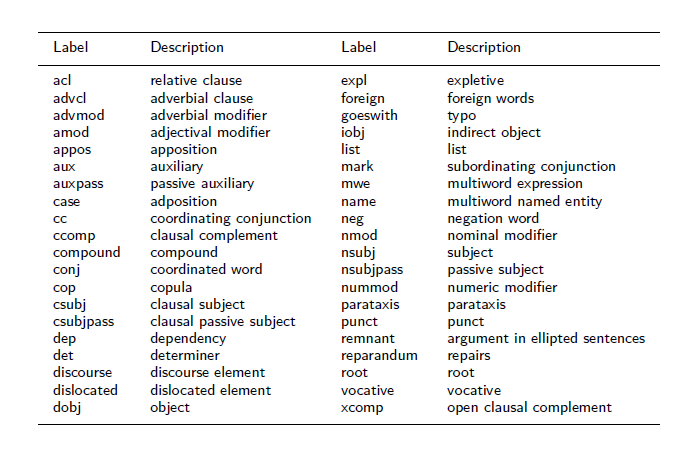 Label Description Label Description
acl relative clause expl expletive
advcl adverbial clause foreign foreign words
advmod adverbial modifier goeswith typo
amod adjectival modifier iobj indirect object
appos apposition list list
aux auxiliary mark subordinating conjunction
auxpass passive auxiliary mwe multiword expression
case adposition name multiword named entity
cc coordinating conjunction neg negation word
ccomp clausal complement nmod nominal modifier
compound compound nsubj subject
conj coordinated word nsubjpass passive subject
cop copula nummod numeric modifier
csubj clausal subject parataxis parataxis
csubjpass clausal passive subject punct punct
dep dependency remnant argument in ellipted sentences
det determiner reparandum repairs
discourse discourse element root root
dislocated dislocated element vocative vocative
dobj object xcomp open clausal complement